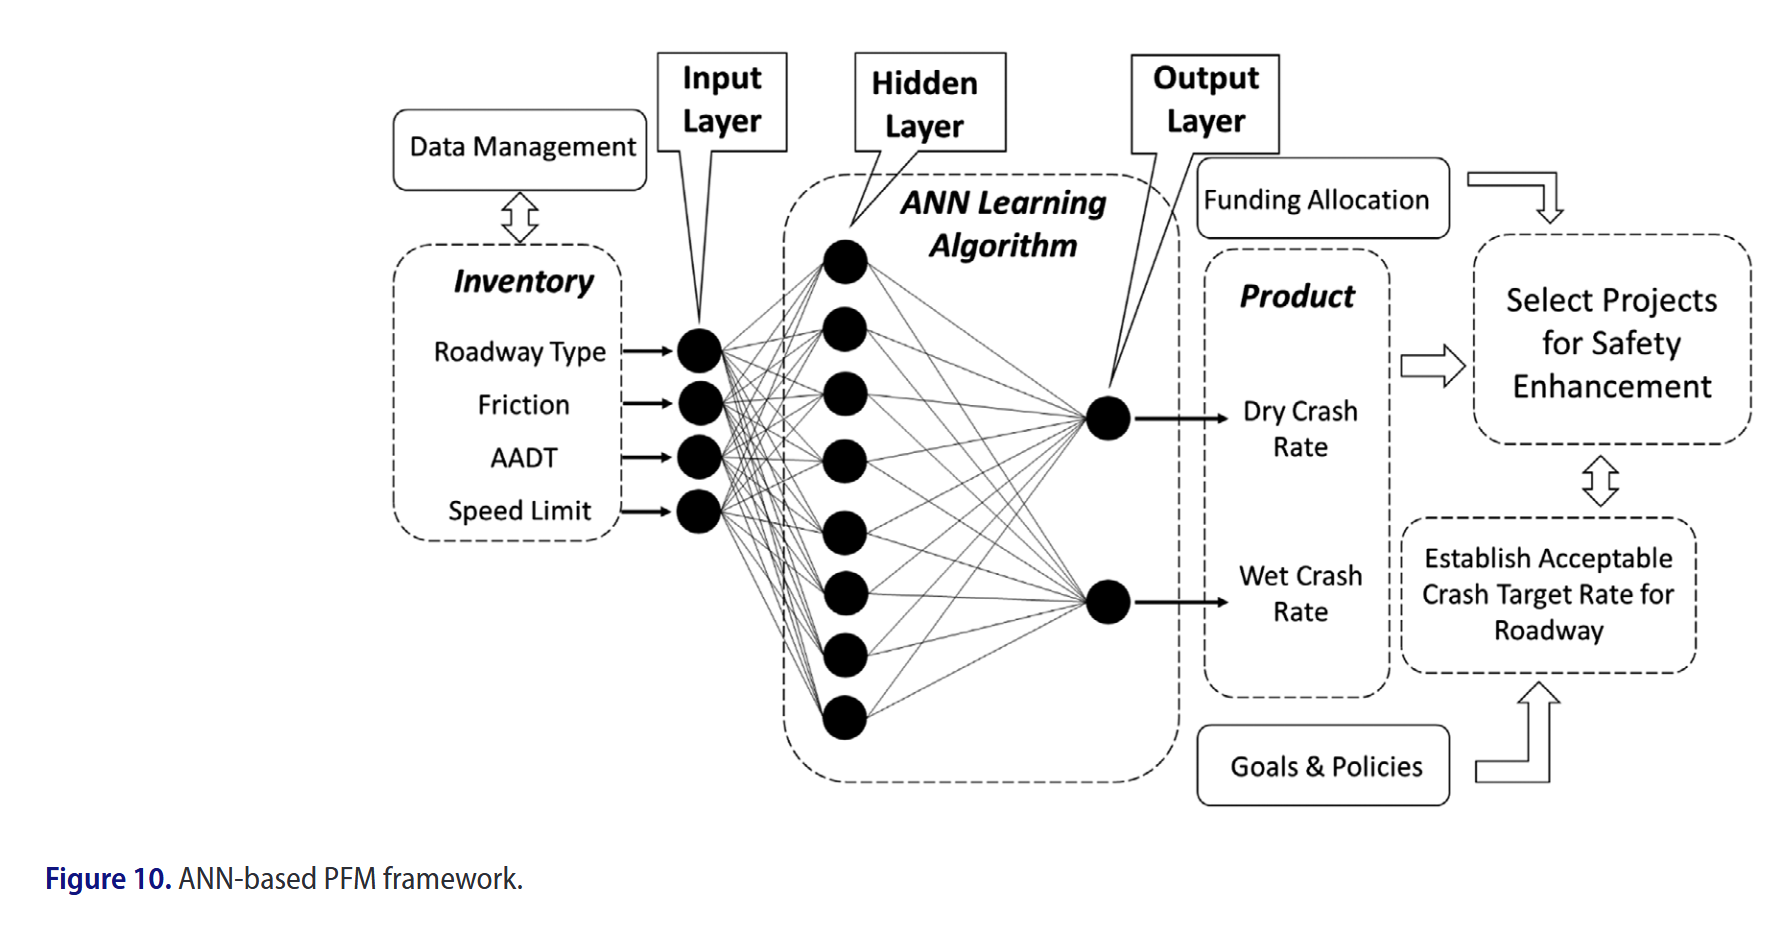 Input
Layer
Hidden
Layer
Output
Layer
Data Management
Inventory
Roadway Type
Friction
AADT
Speed Limit
ANN Learning
Algorithm
Funding Allocation
Product
Dry Crash
Rate
Wet Crash
Rate
Select Projects
for Safety
Enhancement
Establish Acceptable
Crash Target Rate for
Roadway
Goals & Policies
Figure 10. ANN-based PFM framework.